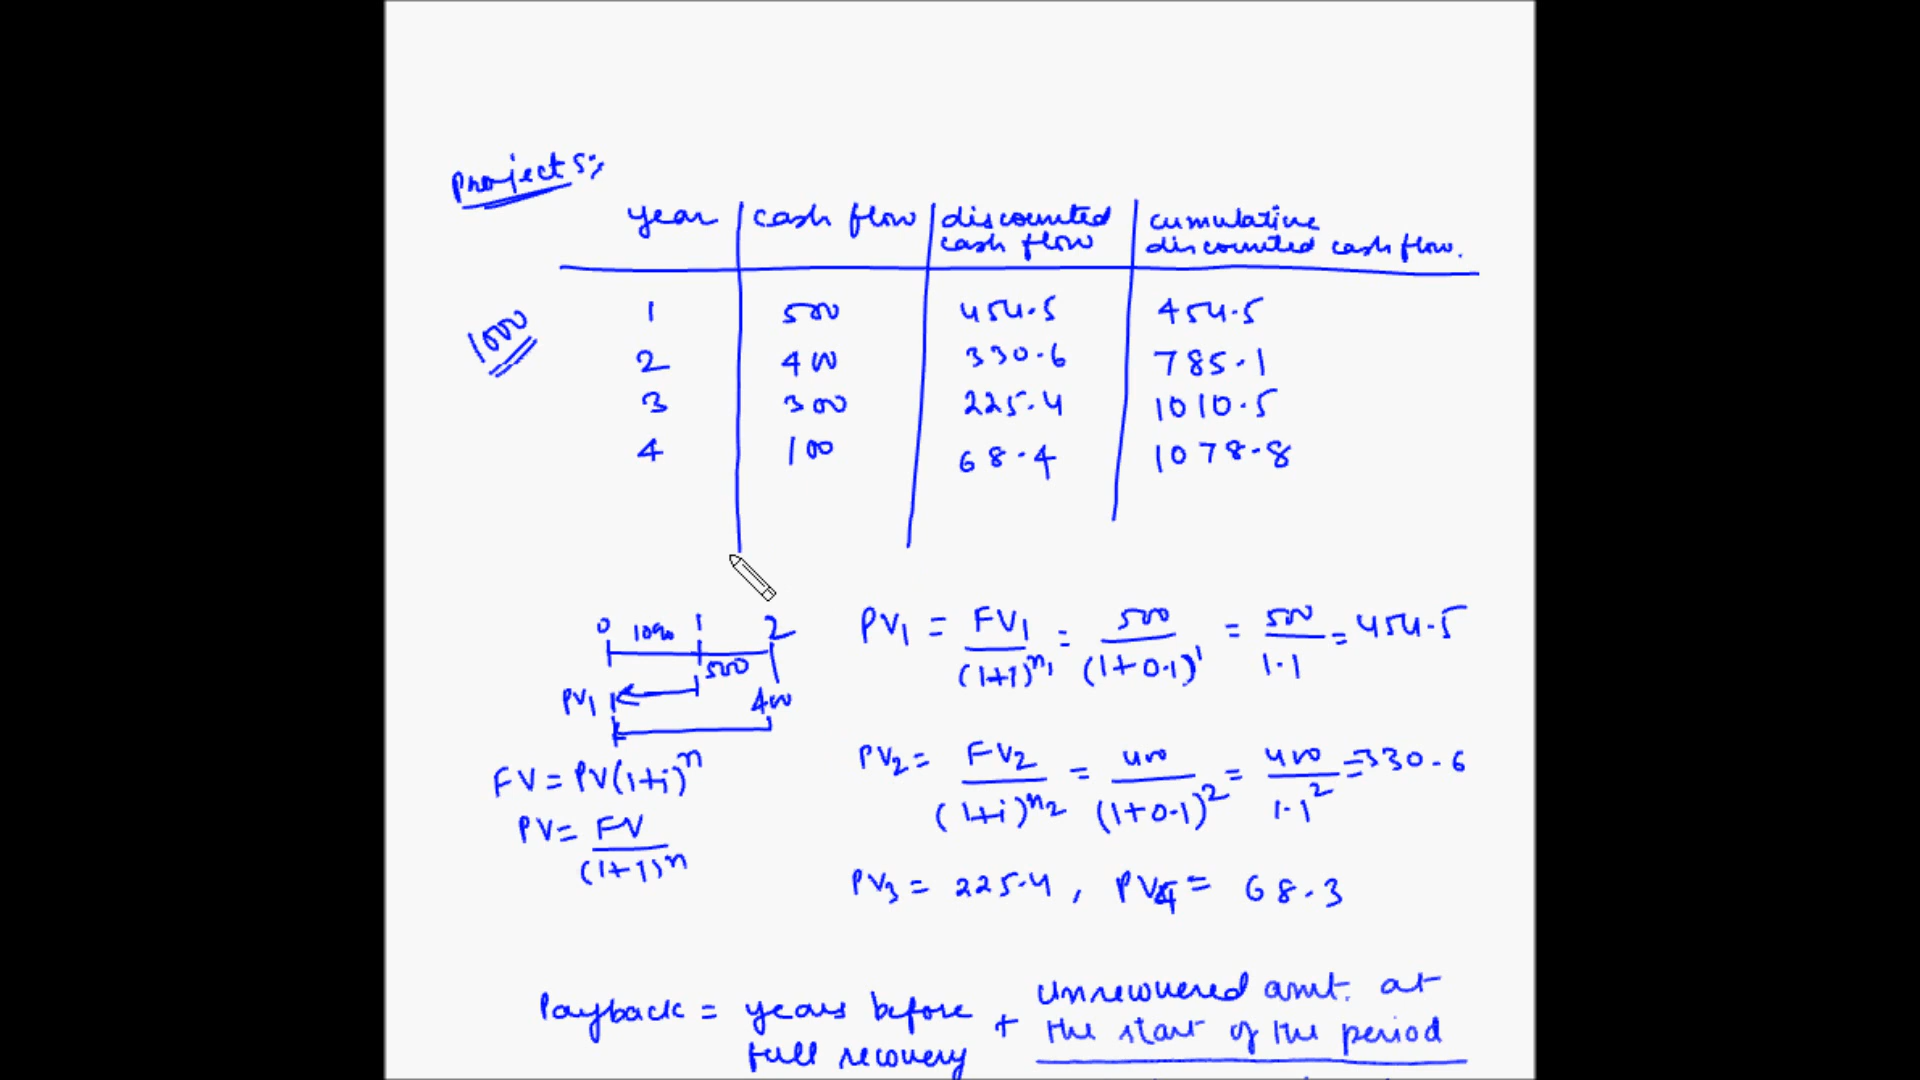 Project S:
year | cash flow | discounted cash flow | cumulative discounted cash flow.
1000
1 500 454.5 454.5
2 400 330.6 785.1
3 300 225.4 1010.5
4 100 68.4 1078.8
0 10% 1 2
500
PV₁ 400
FV = PV(1+i)ⁿ
PV = FV / (1+i)ⁿ
PV₁ = FV₁ / (1+i)ⁿ¹ = 500 / (1+0.1)¹ = 500 / 1.1 = 454.5
PV₂ = FV₂ / (1+i)ⁿ² = 400 / (1+0.1)² = 400 / 1.1² = 330.6
PV₃ = 225.4, PV₄ = 68.3
Payback = years before full recovery + unrecovered amt. at the start of the period